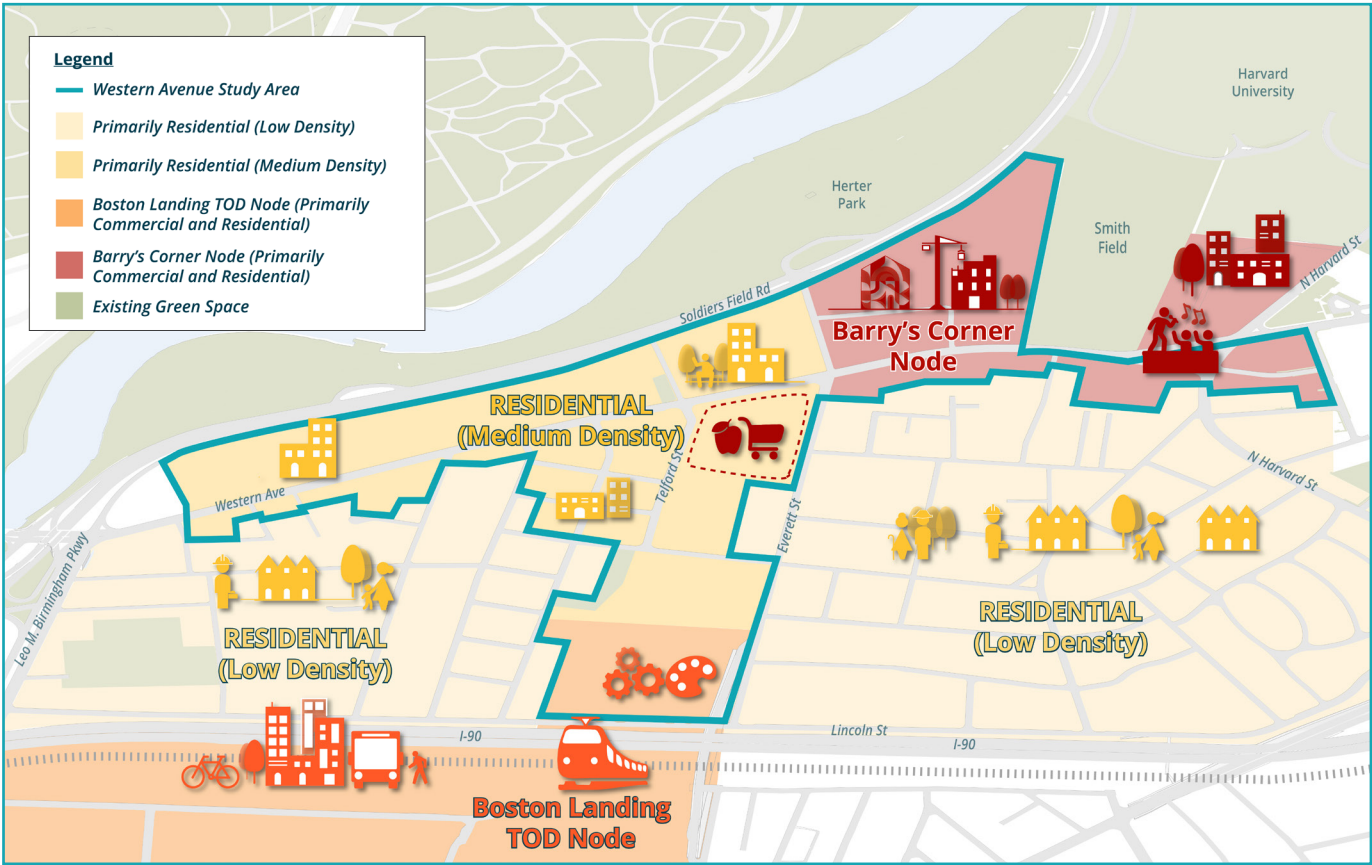 Legend
Western Avenue Study Area
Primarily Residential (Low Density)
Primarily Residential (Medium Density)
Boston Landing TOD Node (Primarily
Commercial and Residential)
Barry's Corner Node (Primarily
Commercial and Residential)
Existing Green Space
Harvard
University
Herter
Park
Smith
Field
N Harvard St
Soldiers Field Rd
Barry's Corner
Node
RESIDENTIAL
(Medium Density)
Western Ave
Telford St
Everett St
N Harvard St
Leo M. Birmingham Pkwy
RESIDENTIAL
(Low Density)
RESIDENTIAL
(Low Density)
I-90
Lincoln St
I-90
Boston Landing
TOD Node